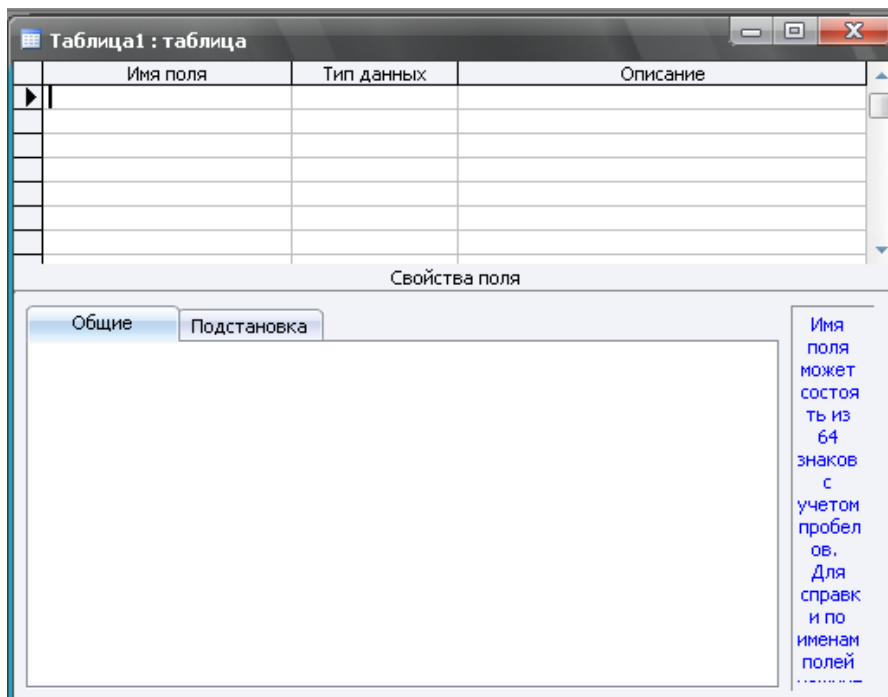 Таблица1 : таблица
Имя поля Тип данных Описание
Свойства поля
Общие Подстановка
Имя
поля
может
состоя
ть из
64
знаков
с
учетом
пробел
ов.
Для
справк
и по
именам
полей